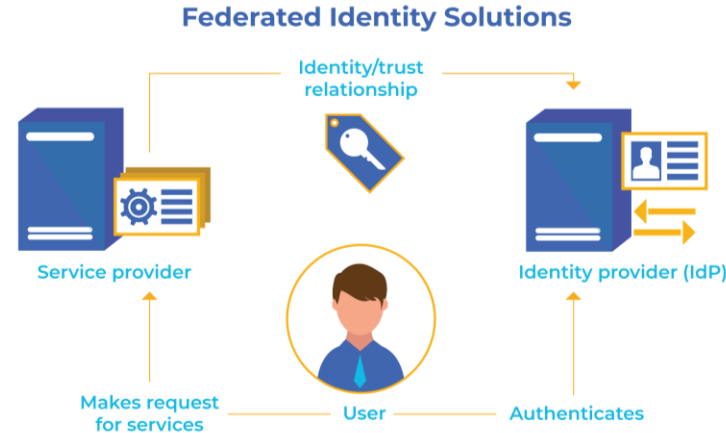 Federated Identity Solutions
Identity/trust
relationship
Service provider
Identity provider (IdP)
Makes request
for services
User
Authenticates